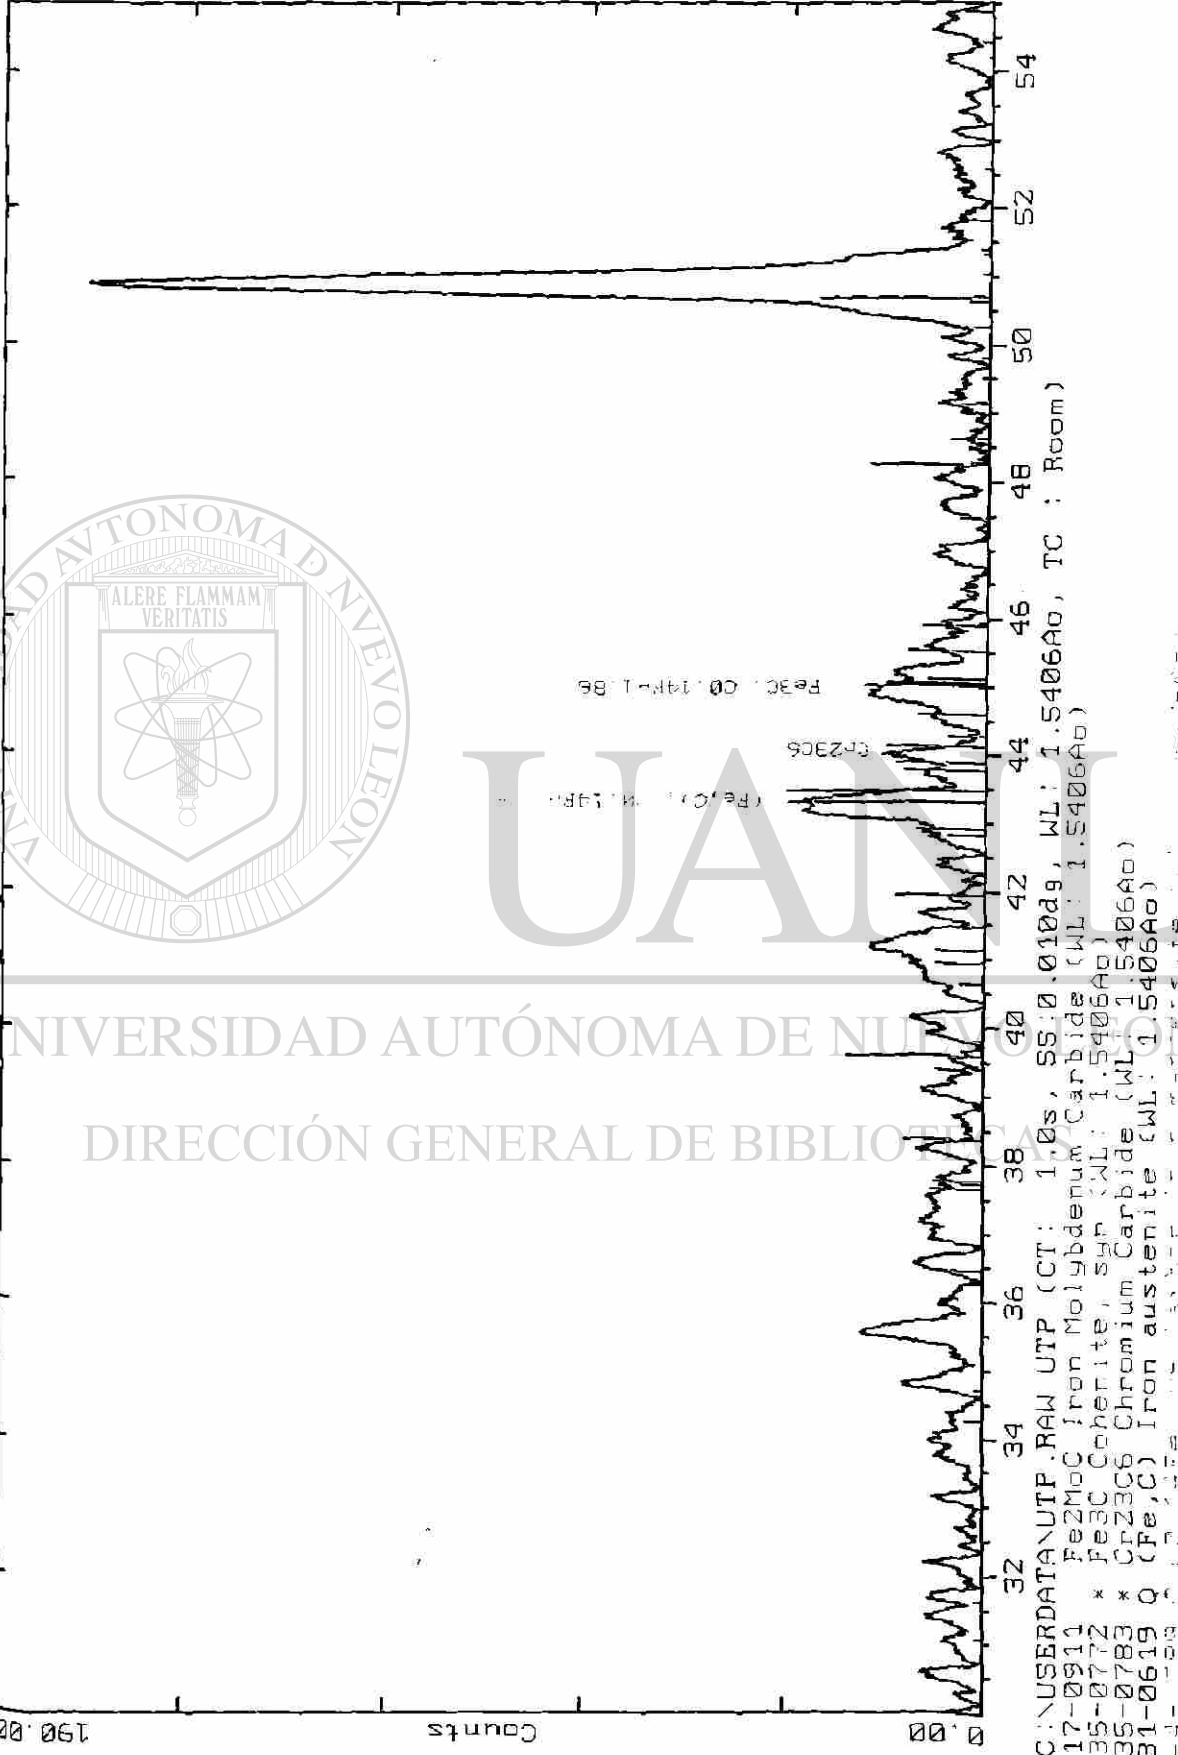 190.00
Counts
0.00
32
34
36
38
40
42
44
46
48
50
52
54
Cr23C6
Fe3C
C:\USERDATA\UTP.RAW UTP (CT: 1.0s, SS:0.010dg, WL: 1.5406Ao, TC : Room)
17-0911 Fe2MoC Iron Molybdenum Carbide (WL: 1.5406Ao)
35-0772 * Fe3C Cohenite, syn (WL: 1.5406Ao)
35-0783 * Cr23C6 Chromium Carbide (WL: 1.5406Ao)
31-0619 Q (Fe,C) Iron austenite (WL: 1.5406Ao)
ALERE FLAMMAM
VERITATIS
UANL
UNIVERSIDAD AUTÓNOMA DE NUEVO LEÓN
DIRECCIÓN GENERAL DE BIBLIOTECAS